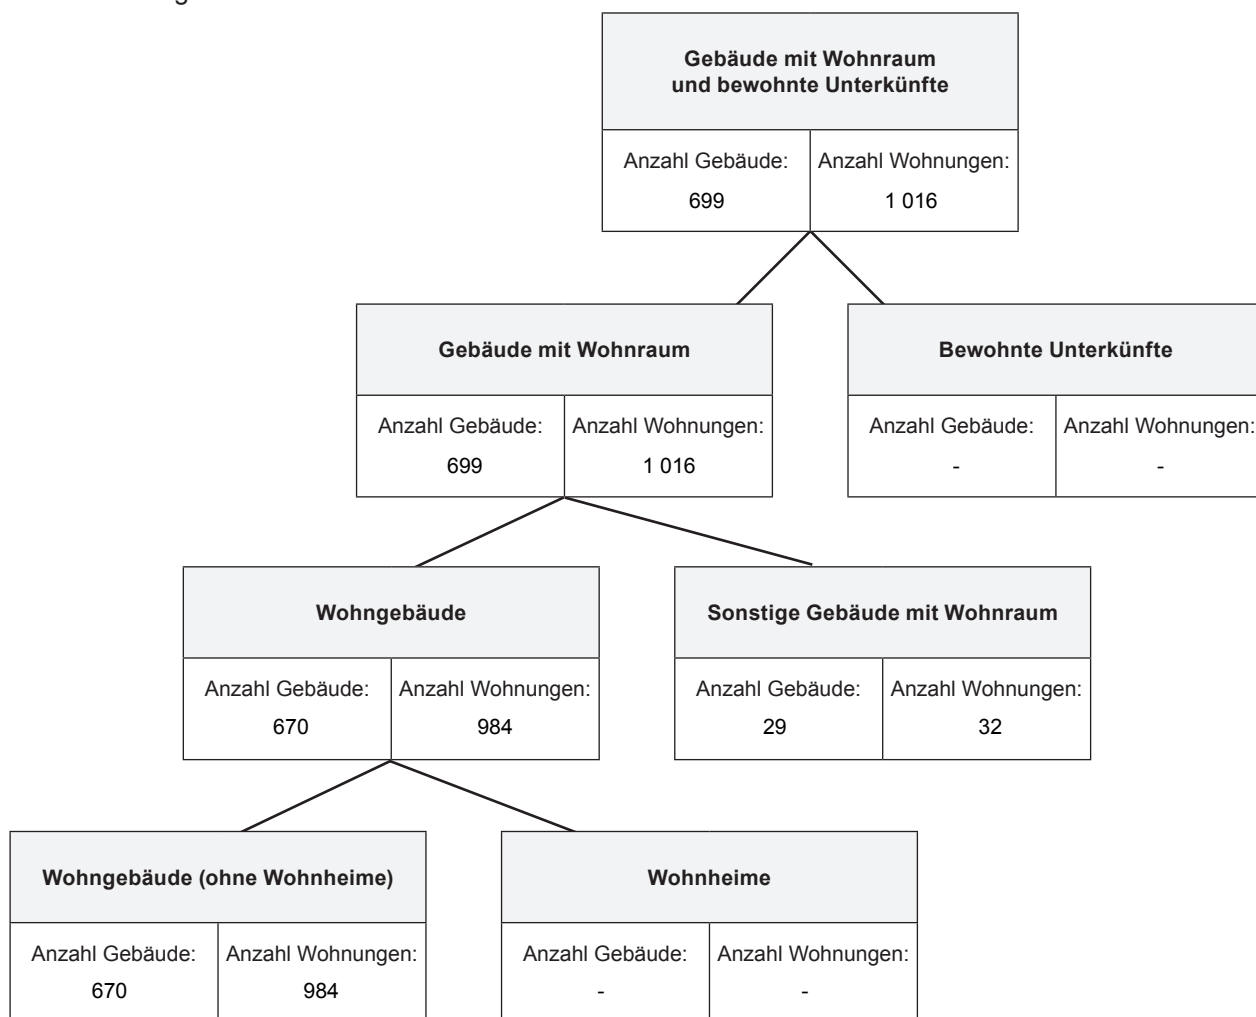 Gebäude mit Wohnraum
und bewohnte Unterkünfte
Anzahl Gebäude: Anzahl Wohnungen:
699 1 016
Gebäude mit Wohnraum
Bewohnte Unterkünfte
Anzahl Gebäude: Anzahl Wohnungen:
699 1 016
Anzahl Gebäude: Anzahl Wohnungen:
- -
Wohngebäude
Sonstige Gebäude mit Wohnraum
Anzahl Gebäude: Anzahl Wohnungen:
670 984
Anzahl Gebäude: Anzahl Wohnungen:
29 32
Wohngebäude (ohne Wohnheime)
Wohnheime
Anzahl Gebäude: Anzahl Wohnungen:
670 984
Anzahl Gebäude: Anzahl Wohnungen:
- -